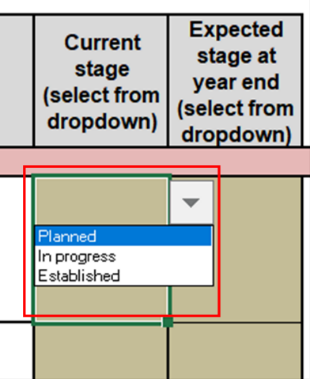 Current
stage
(select from
dropdown)
Expected
stage at
year end
(select from
dropdown)
Planned
In progress
Established